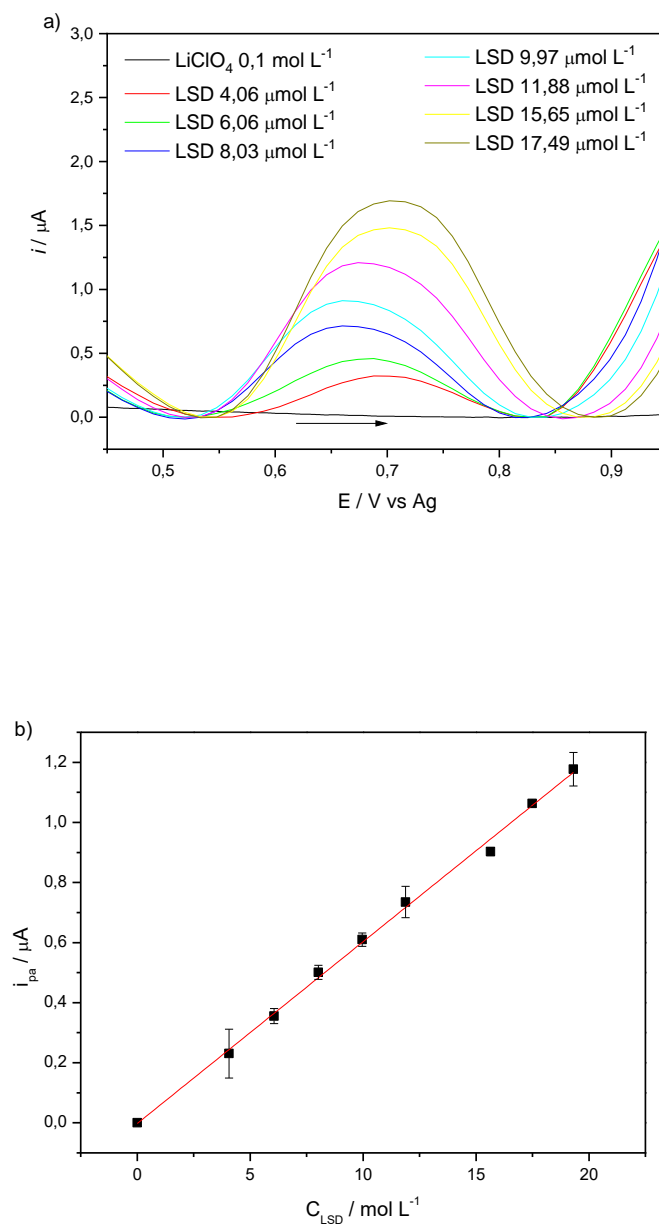 a)
3,0
2,5
2,0
1,5
1,0
0,5
0,0
i / μA
LiClO₄ 0,1 mol L⁻¹
LSD 4,06 μmol L⁻¹
LSD 6,06 μmol L⁻¹
LSD 8,03 μmol L⁻¹
LSD 9,97 μmol L⁻¹
LSD 11,88 μmol L⁻¹
LSD 15,65 μmol L⁻¹
LSD 17,49 μmol L⁻¹
0,5 0,6 0,7 0,8 0,9
E / V vs Ag
b)
1,2
1,0
0,8
0,6
0,4
0,2
0,0
i_pa / μA
0 5 10 15 20
C_LSD / mol L⁻¹